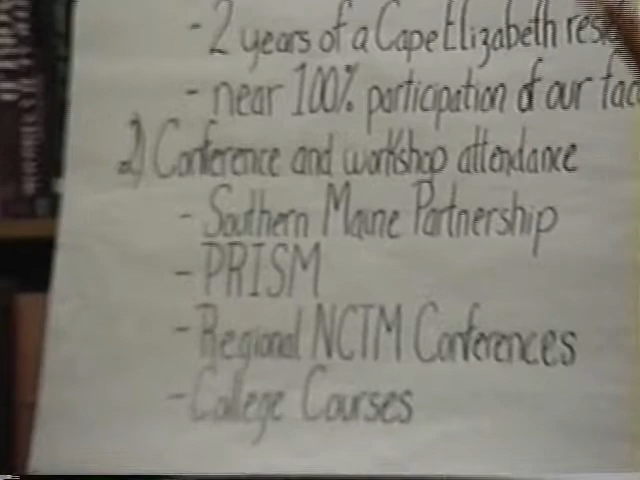 - 2 years of a Cape Elizabeth
- near 100% participation of our
2) Conference and workshop attendance
- Southern Maine Partnership
- PRISM
- Regional NCTM Conferences
- College Courses